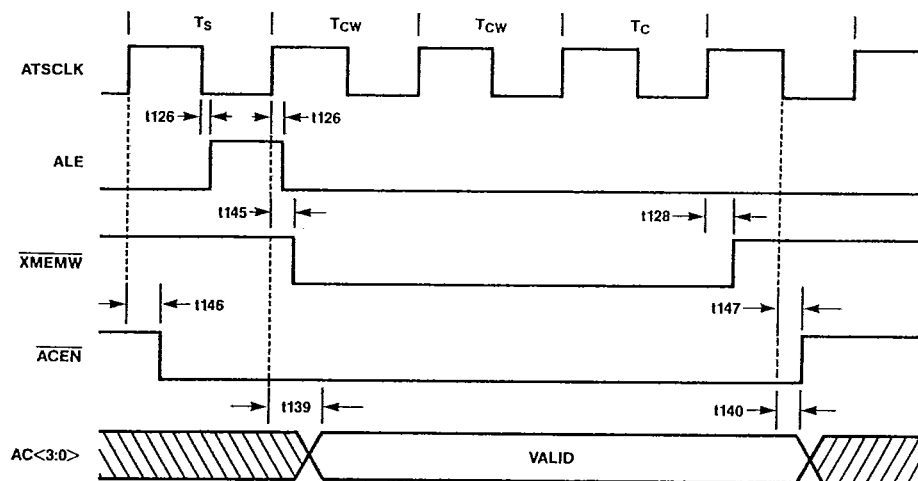 TS TCW TCW TC
ATSCLK
t126 t126
ALE
t145 t128
XMEMW
t146 t147
ACEN
t139 t140
AC<3:0> VALID